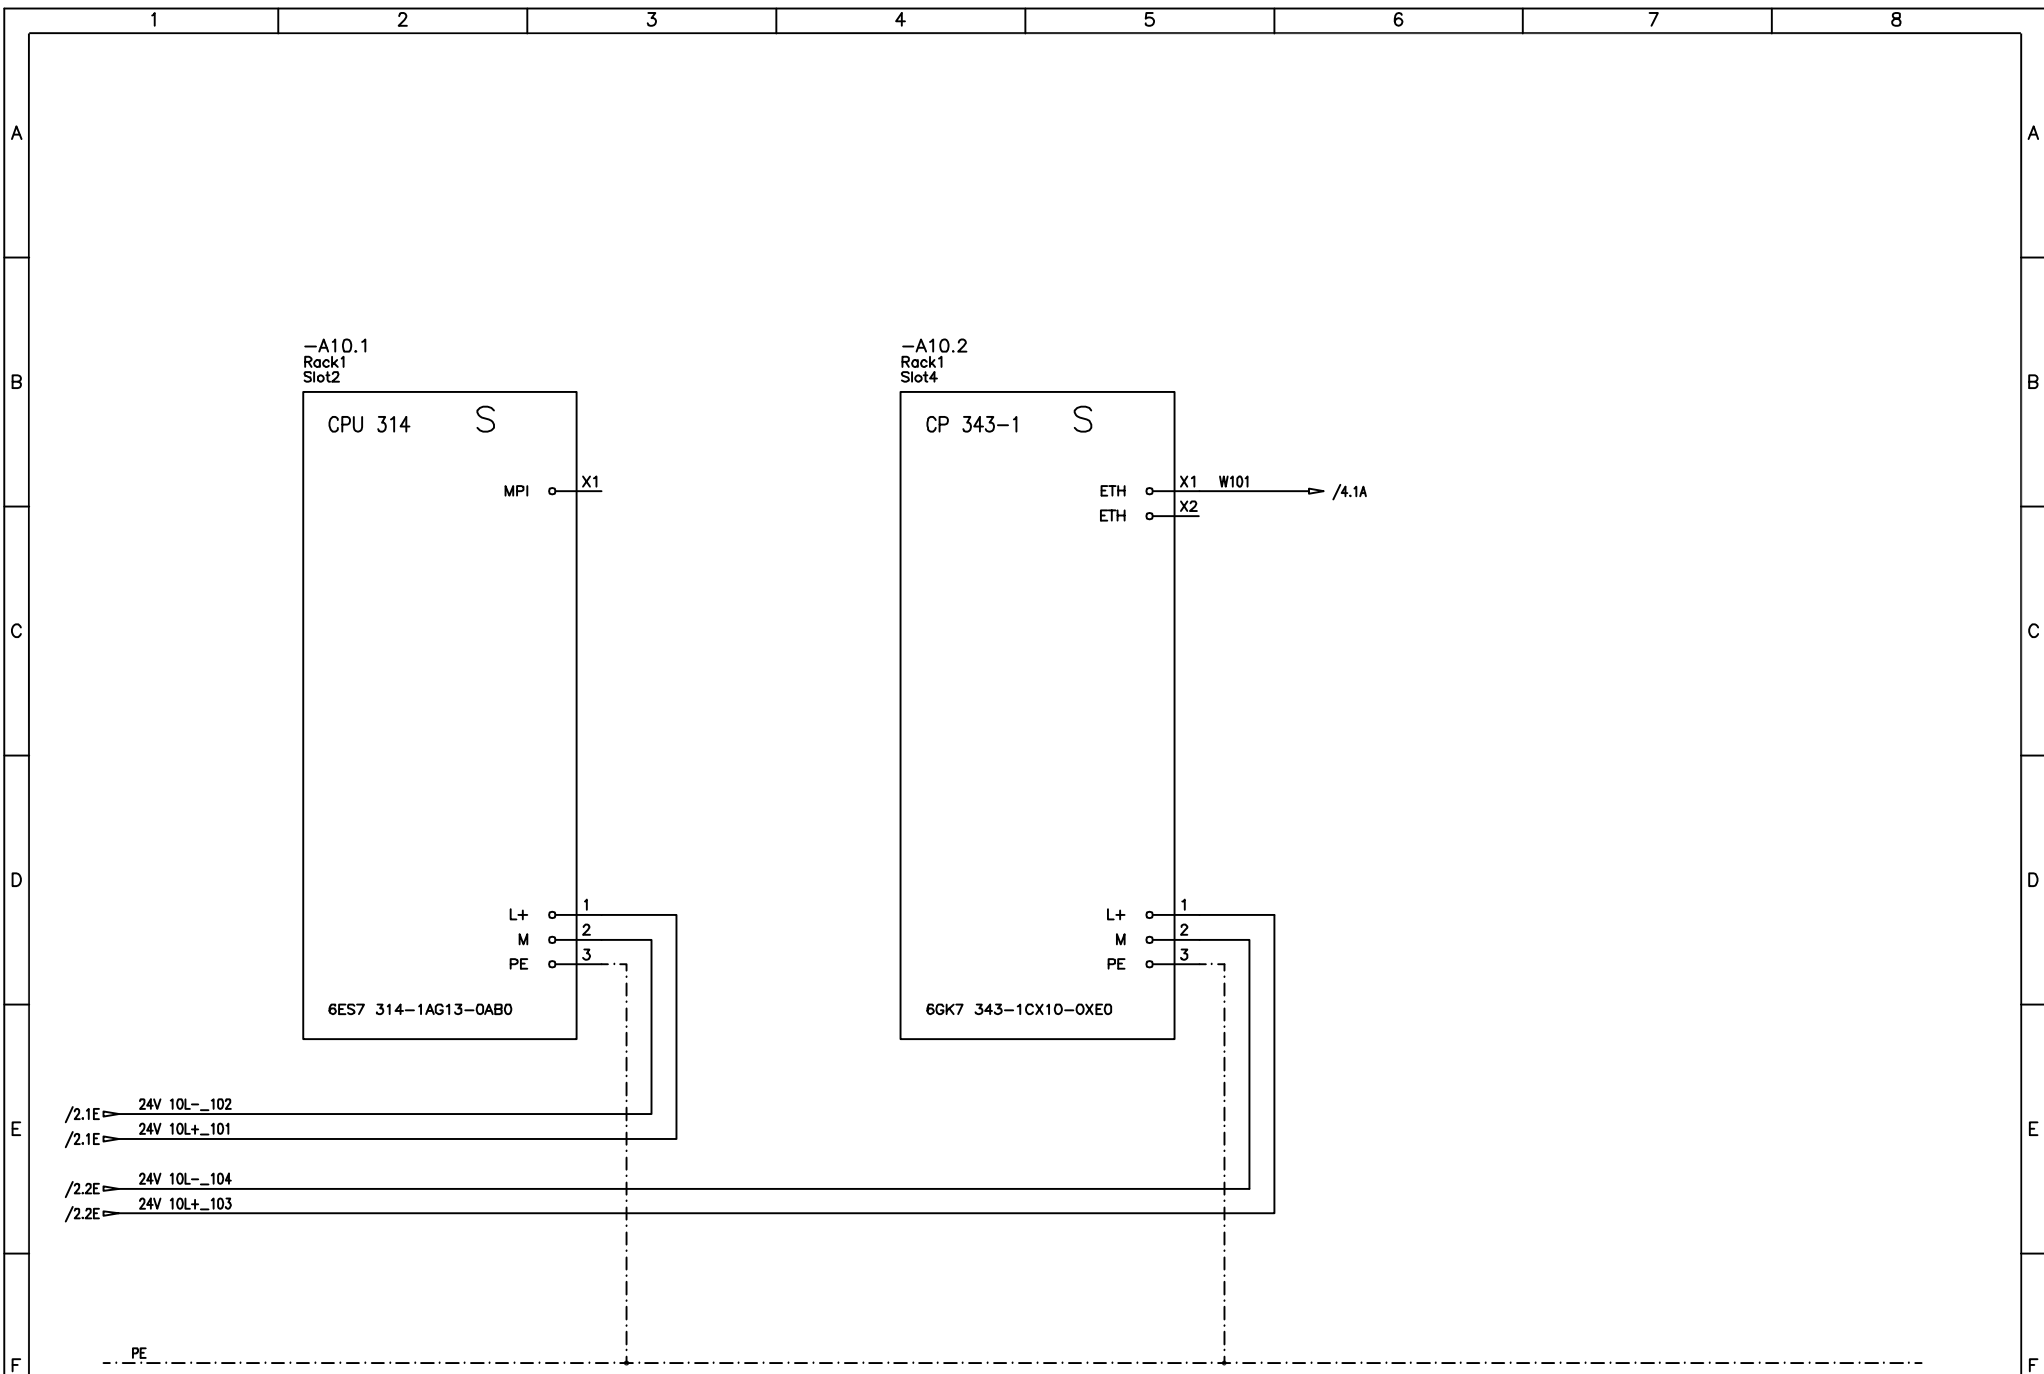 1 2 3 4 5 6 7 8
A A
-A10.1 -A10.2
Rack1 Rack1
Slot2 Slot4
B B
CPU 314 S CP 343-1 S
MPI X1 ETH X1 W101 /4.1A
ETH X2
C C
D D
L+ 1 L+ 1
M 2 M 2
PE 3 PE 3
6ES7 314-1AG13-0AB0 6GK7 343-1CX10-0XE0
/2.1E 24V 10L-_102
E E
/2.1E 24V 10L+_101
/2.2E 24V 10L-_104
/2.2E 24V 10L+_103
PE
F F